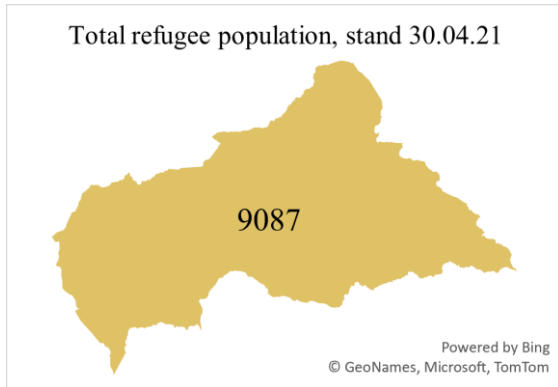 Total refugee population, stand 30.04.21
9087
Powered by Bing
© GeoNames, Microsoft, TomTom